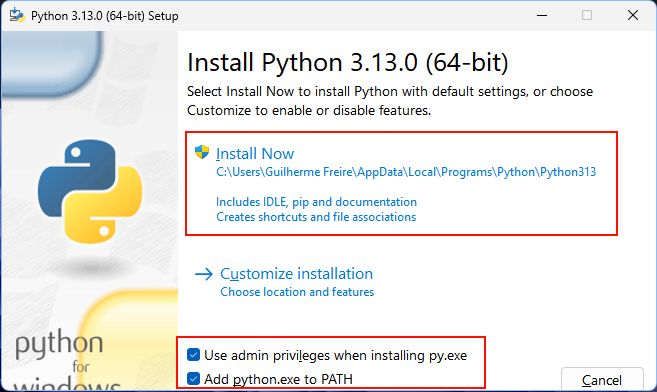 Python 3.13.0 (64-bit) Setup
Install Python 3.13.0 (64-bit)
Select Install Now to install Python with default settings, or choose
Customize to enable or disable features.
Install Now
C:\Users\Guilherme Freire\AppData\Local\Programs\Python\Python313
Includes IDLE, pip and documentation
Creates shortcuts and file associations
Customize installation
Choose location and features
python
for
windows
Use admin privileges when installing py.exe
Add python.exe to PATH
Cancel